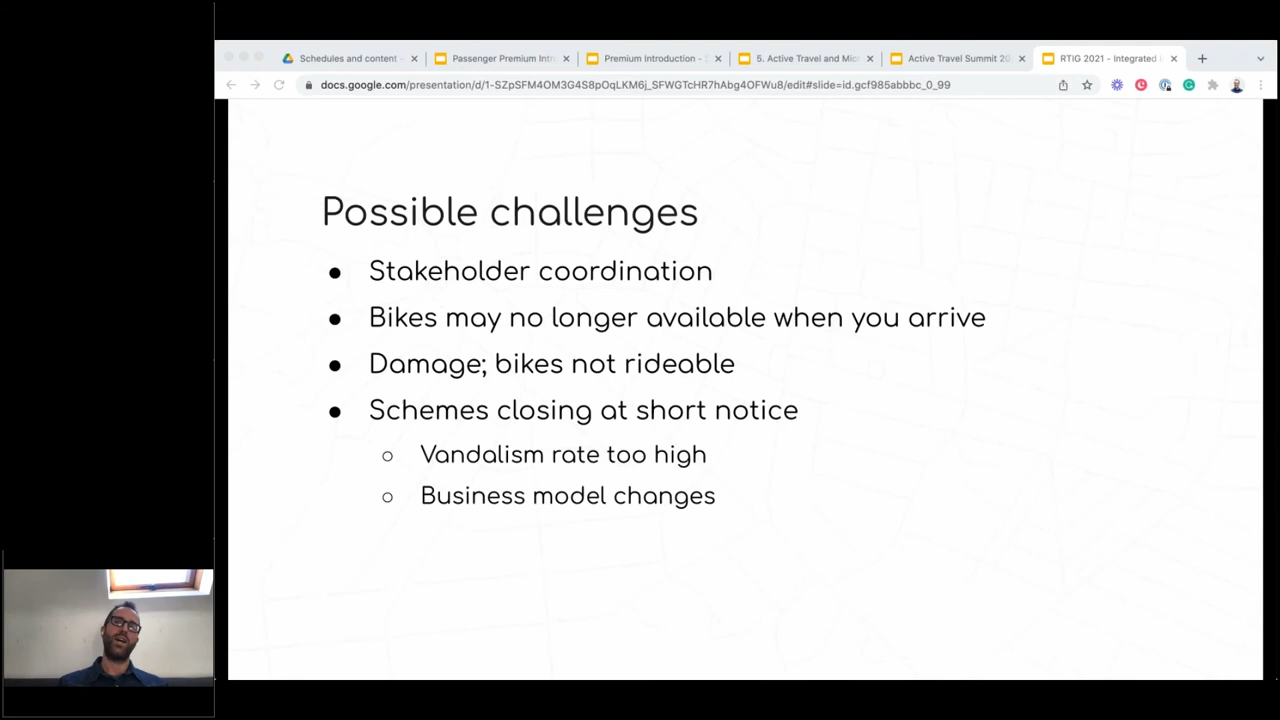 Schedules and content -
Passenger Premium Intr
Premium Introduction - S
5. Active Travel and Mic
Active Travel Summit 20
RTIG 2021 - Integrated
docs.google.com/presentation/d/1-SZpSFM4OM3G4S8pOqLKM6j_SFWGTcHR7hAbg4OFWu8/edit#slide=id.gcf985abbbc_0_99
Possible challenges
● Stakeholder coordination
● Bikes may no longer available when you arrive
● Damage; bikes not rideable
● Schemes closing at short notice
○ Vandalism rate too high
○ Business model changes